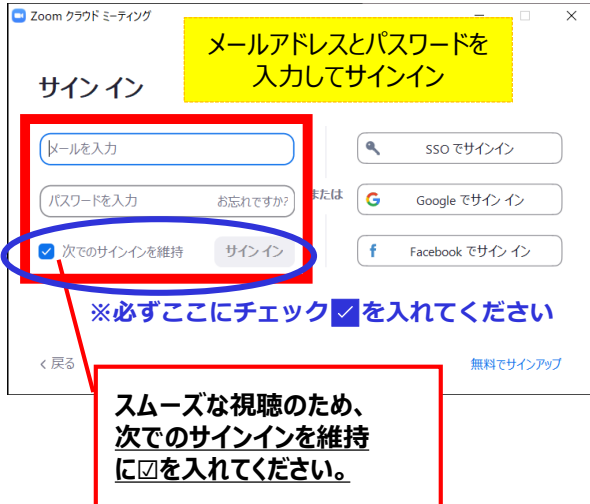 Zoom クラウド ミーティング
メールアドレスとパスワードを
入力してサインイン
サイン イン
メールを入力
パスワードを入力
お忘れですか?
または
SSO でサインイン
Google でサイン イン
Facebook でサイン イン
次でのサインインを維持
サイン イン
※必ずここにチェック☑を入れてください
< 戻る
無料でサインアップ
スムーズな視聴のため、
次でのサインインを維持
に☑を入れてください。